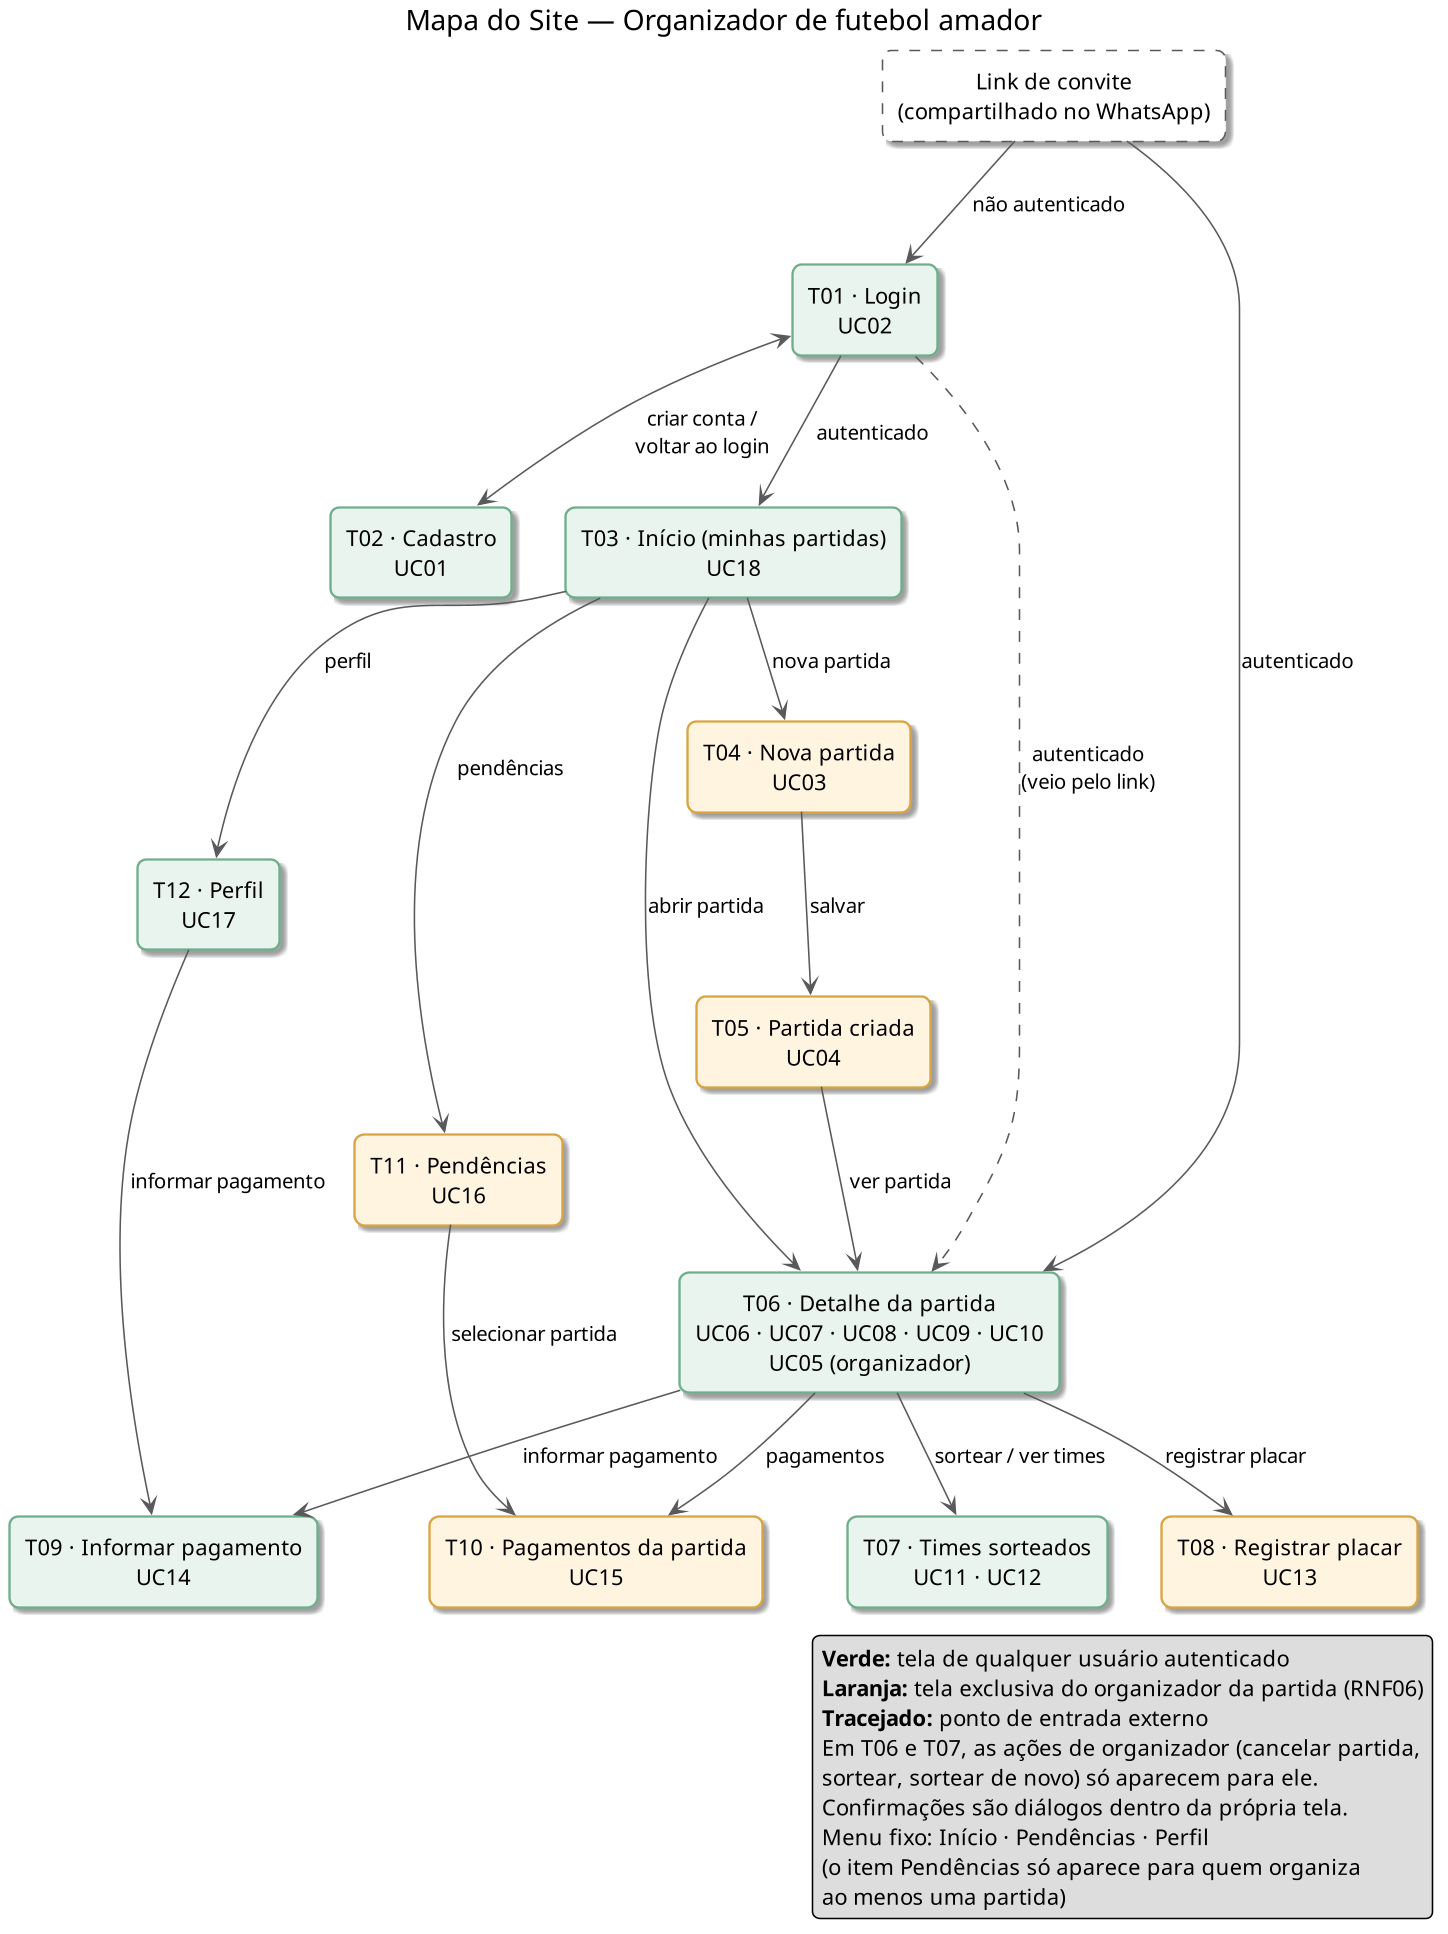 Mapa do Site — Organizador de futebol amador
Link de convite
(compartilhado no WhatsApp)
não autenticado
T01 · Login
UC02
criar conta /
voltar ao login
autenticado
T02 · Cadastro
UC01
T03 · Início (minhas partidas)
UC18
perfil
nova partida
autenticado
T04 · Nova partida
UC03
pendências
autenticado
(veio pelo link)
T12 · Perfil
UC17
abrir partida
salvar
T05 · Partida criada
UC04
T11 · Pendências
UC16
informar pagamento
ver partida
T06 · Detalhe da partida
UC06 · UC07 · UC08 · UC09 · UC10
UC05 (organizador)
selecionar partida
informar pagamento
pagamentos
sortear / ver times
registrar placar
T09 · Informar pagamento
UC14
T10 · Pagamentos da partida
UC15
T07 · Times sorteados
UC11 · UC12
T08 · Registrar placar
UC13
Verde: tela de qualquer usuário autenticado
Laranja: tela exclusiva do organizador da partida (RNF06)
Tracejado: ponto de entrada externo
Em T06 e T07, as ações de organizador (cancelar partida,
sortear, sortear de novo) só aparecem para ele.
Confirmações são diálogos dentro da própria tela.
Menu fixo: Início · Pendências · Perfil
(o item Pendências só aparece para quem organiza
ao menos uma partida)